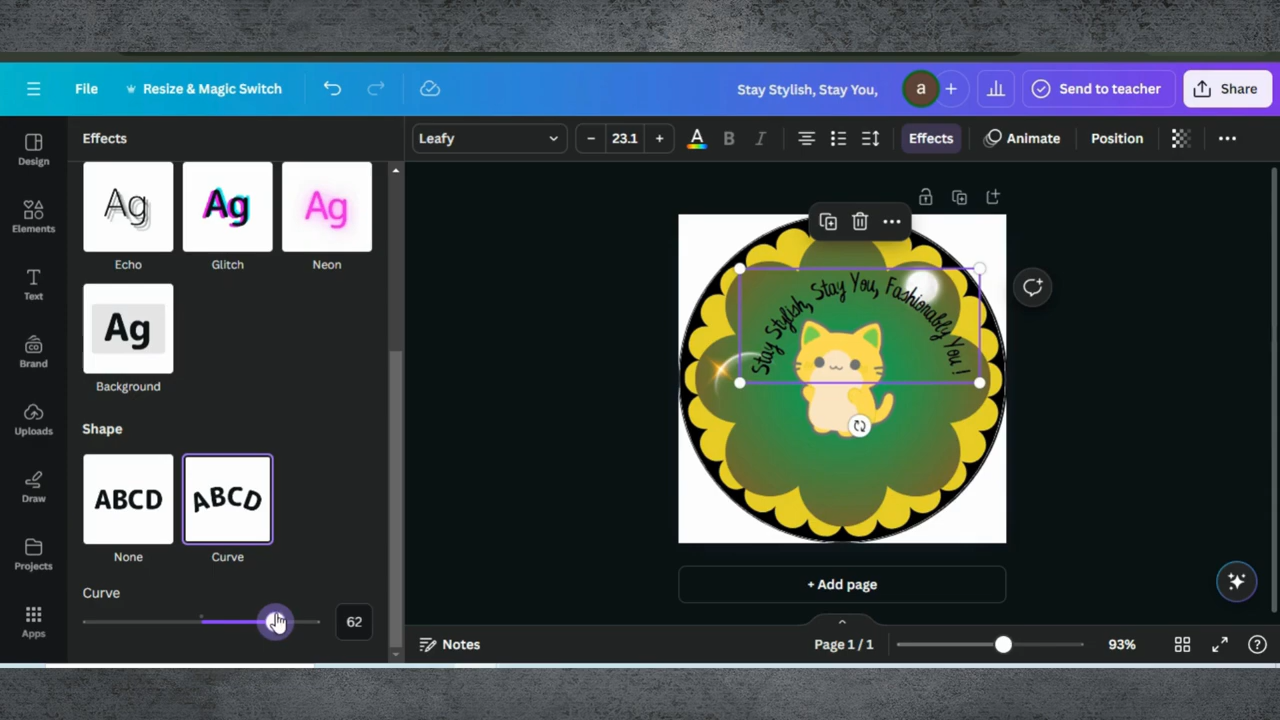 File
Resize & Magic Switch
Stay Stylish, Stay You,
a
Send to teacher
Share
Design
Elements
Text
Brand
Uploads
Draw
Projects
Apps
Effects
Ag
Echo
Ag
Glitch
Ag
Neon
Ag
Background
Shape
ABCD
None
ABCD
Curve
Curve
62
Leafy
23.1
A
B
I
Effects
Animate
Position
Stay Stylish, Stay You, Fashionably You !
+ Add page
Notes
Page 1 / 1
93%